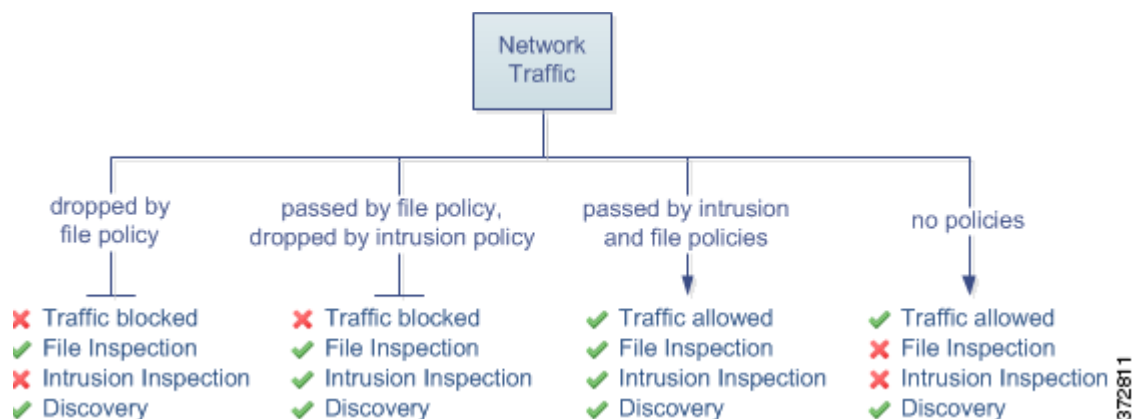 Network
Traffic
dropped by
file policy
passed by file policy,
dropped by intrusion policy
passed by intrusion
and file policies
no policies
Traffic blocked
File Inspection
Intrusion Inspection
Discovery
Traffic blocked
File Inspection
Intrusion Inspection
Discovery
Traffic allowed
File Inspection
Intrusion Inspection
Discovery
Traffic allowed
File Inspection
Intrusion Inspection
Discovery
372811